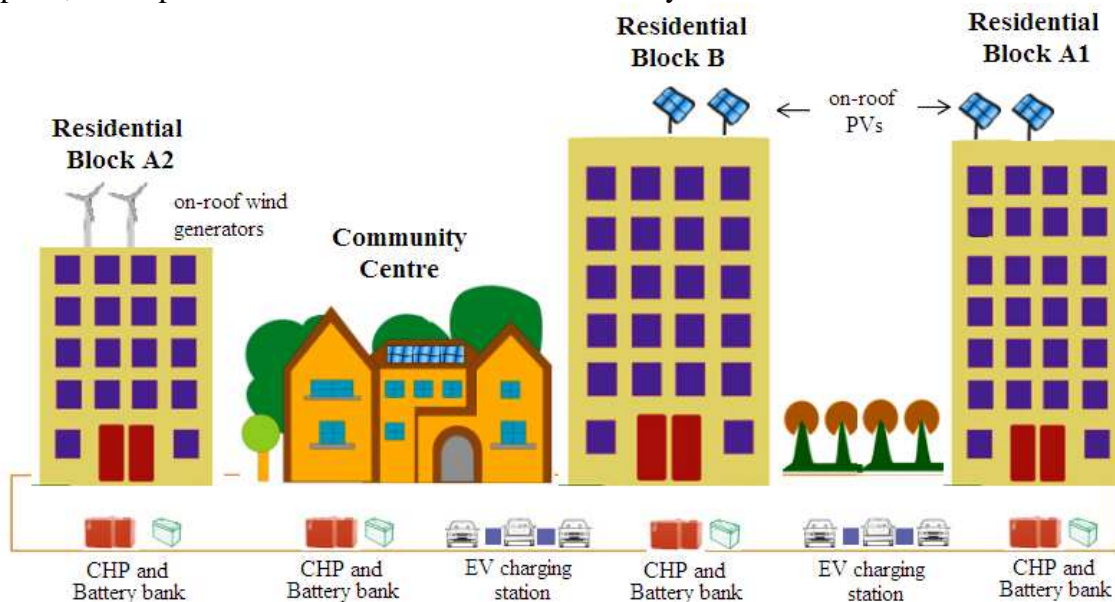 Residential
Block B
Residential
Block A1
on-roof
PVs
Residential
Block A2
on-roof wind
generators
Community
Centre
CHP and
Battery bank
CHP and
Battery bank
EV charging
station
CHP and
Battery bank
EV charging
station
CHP and
Battery bank